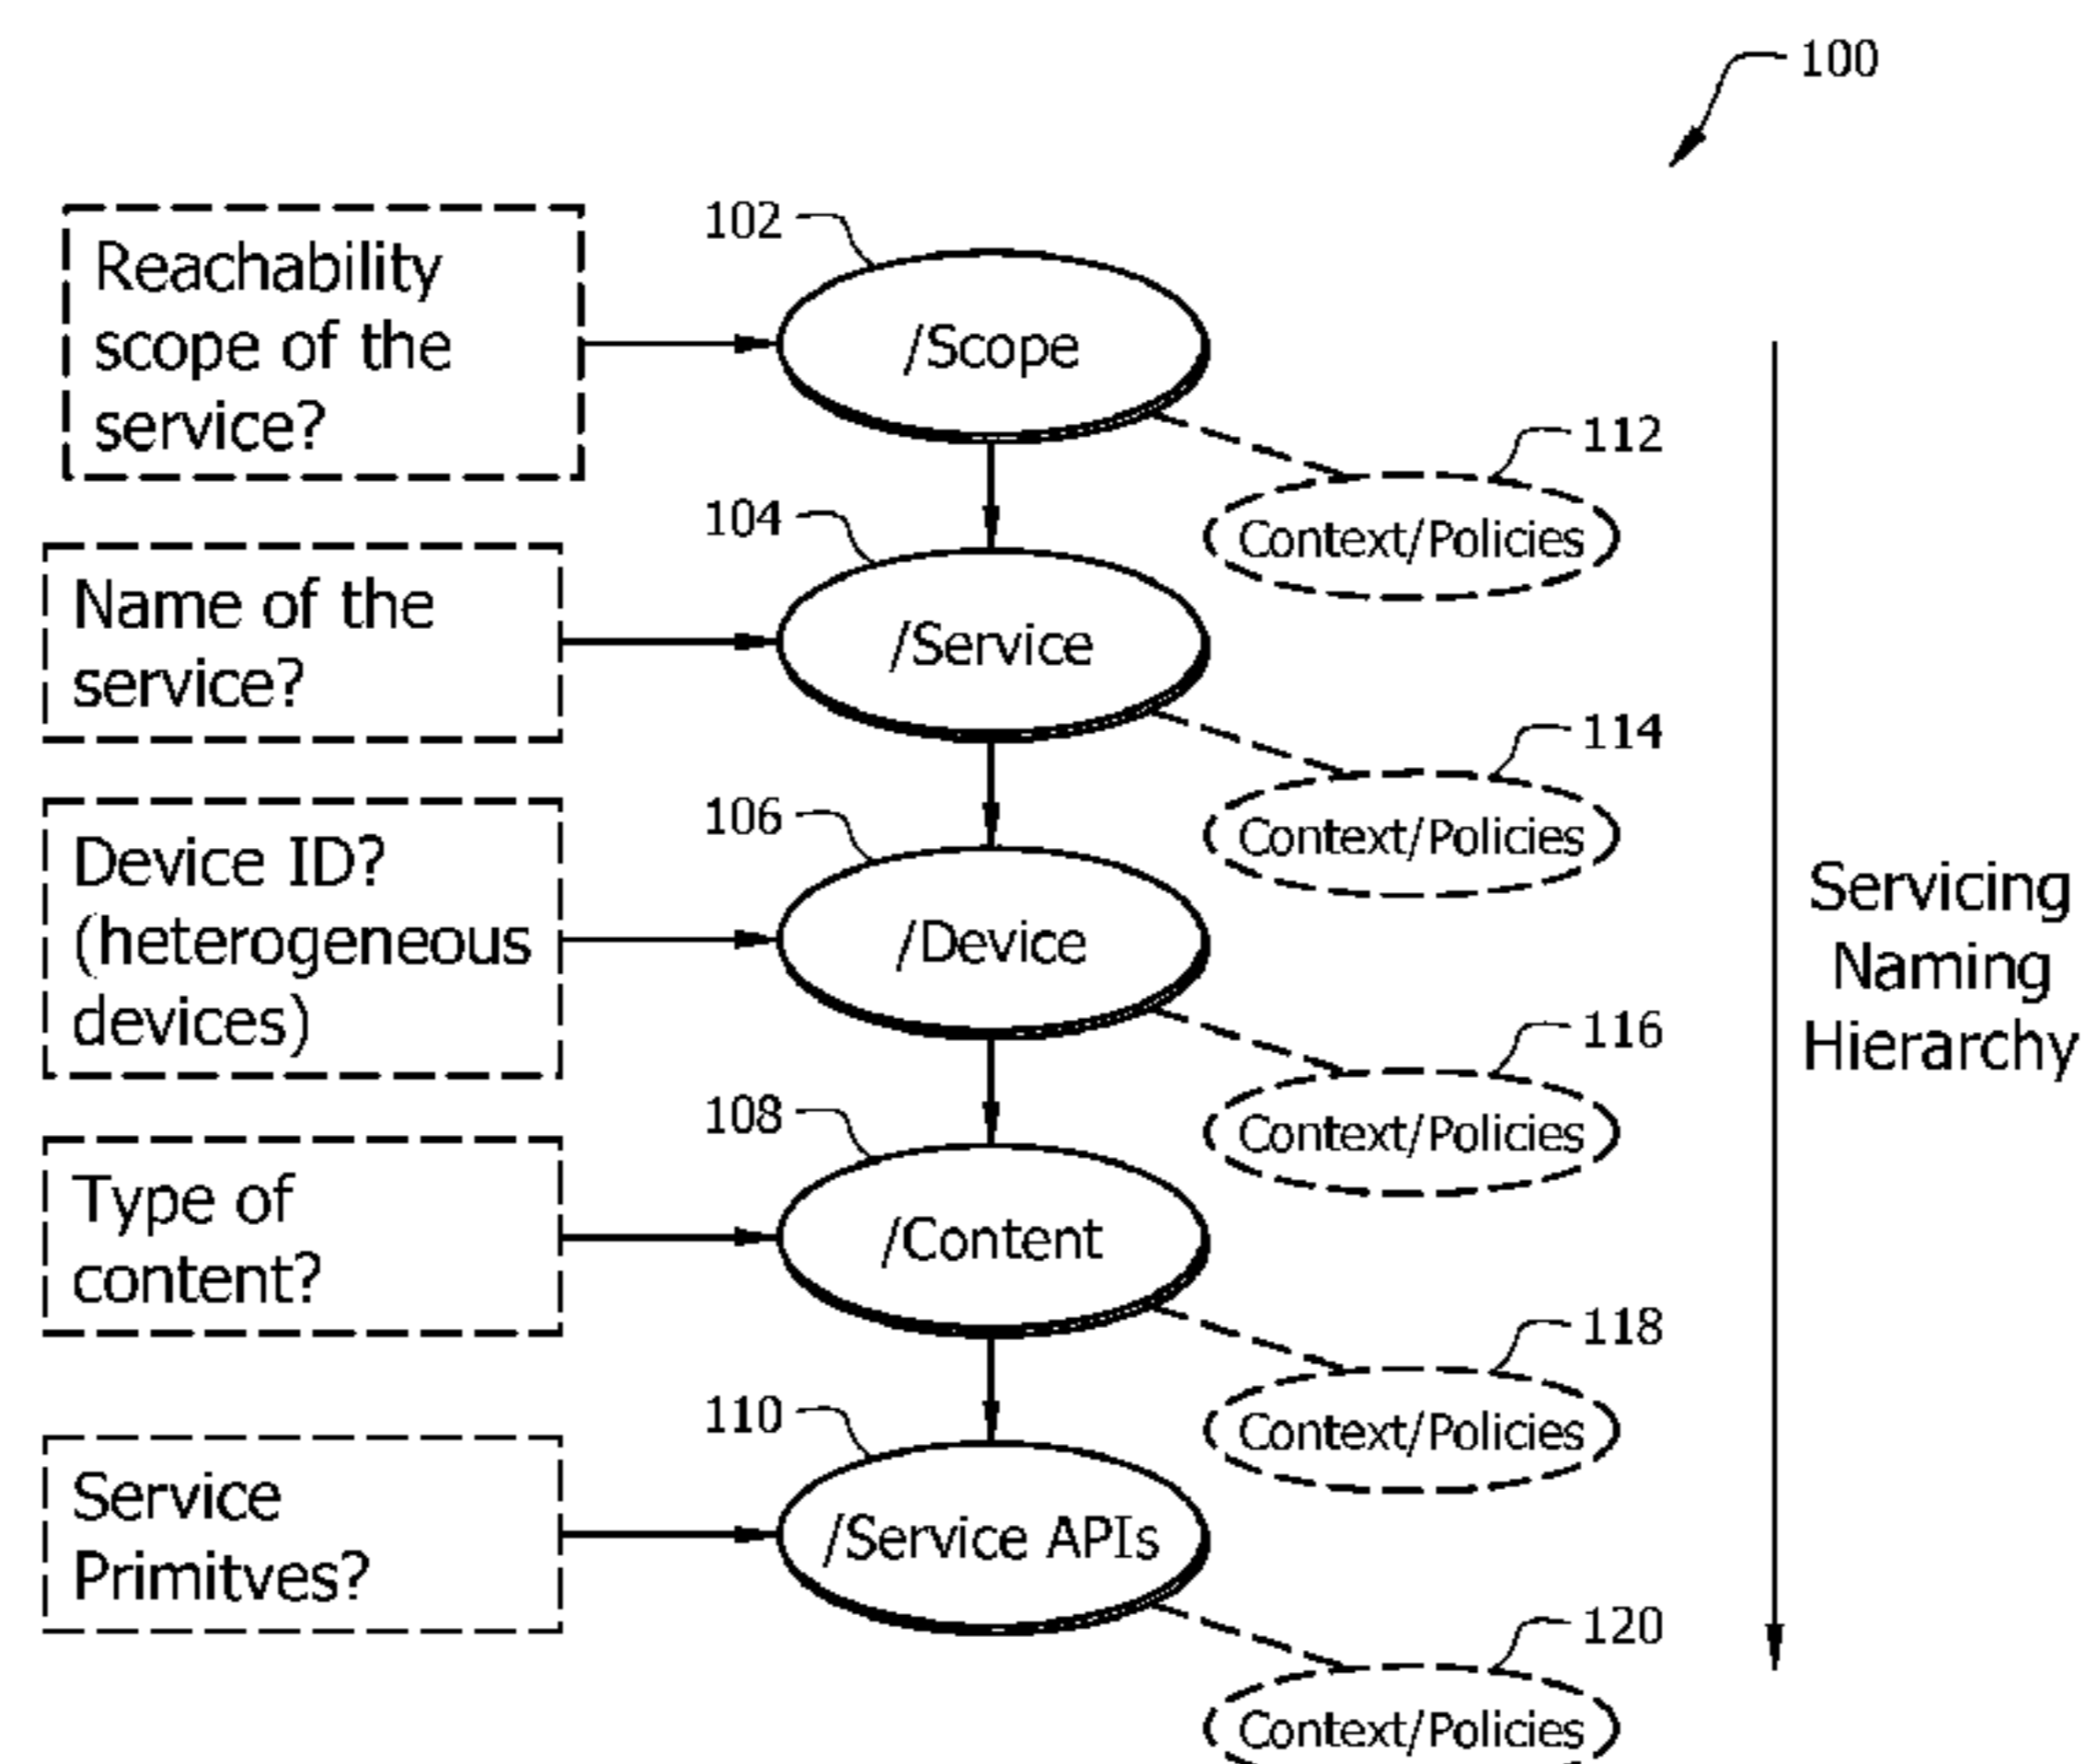 100
Reachability
scope of the
service?
102
/Scope
112
Context/Policies
Name of the
service?
104
/Service
114
Context/Policies
Device ID?
(heterogeneous
devices)
106
/Device
116
Context/Policies
Servicing
Naming
Hierarchy
Type of
content?
108
/Content
118
Context/Policies
Service
Primitves?
110
/Service APIs
120
Context/Policies